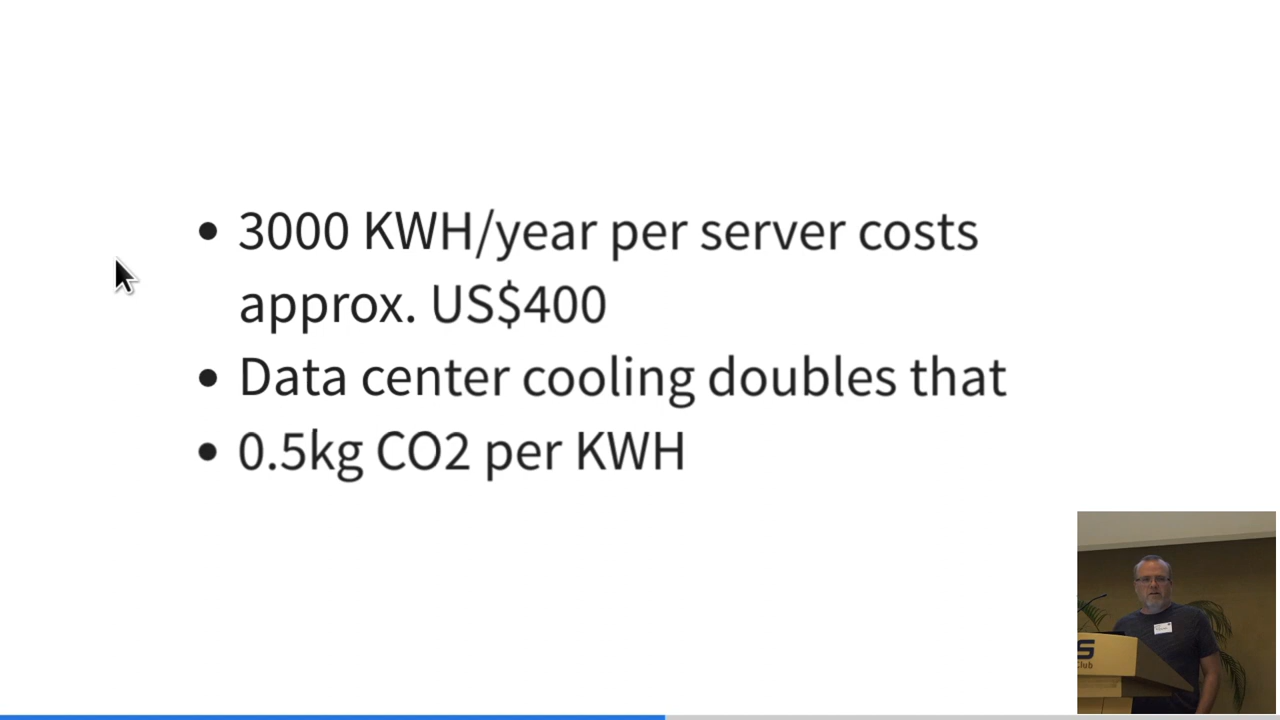 • 3000 KWH/year per server costs
approx. US$400
• Data center cooling doubles that
• 0.5kg CO2 per KWH
S
Club